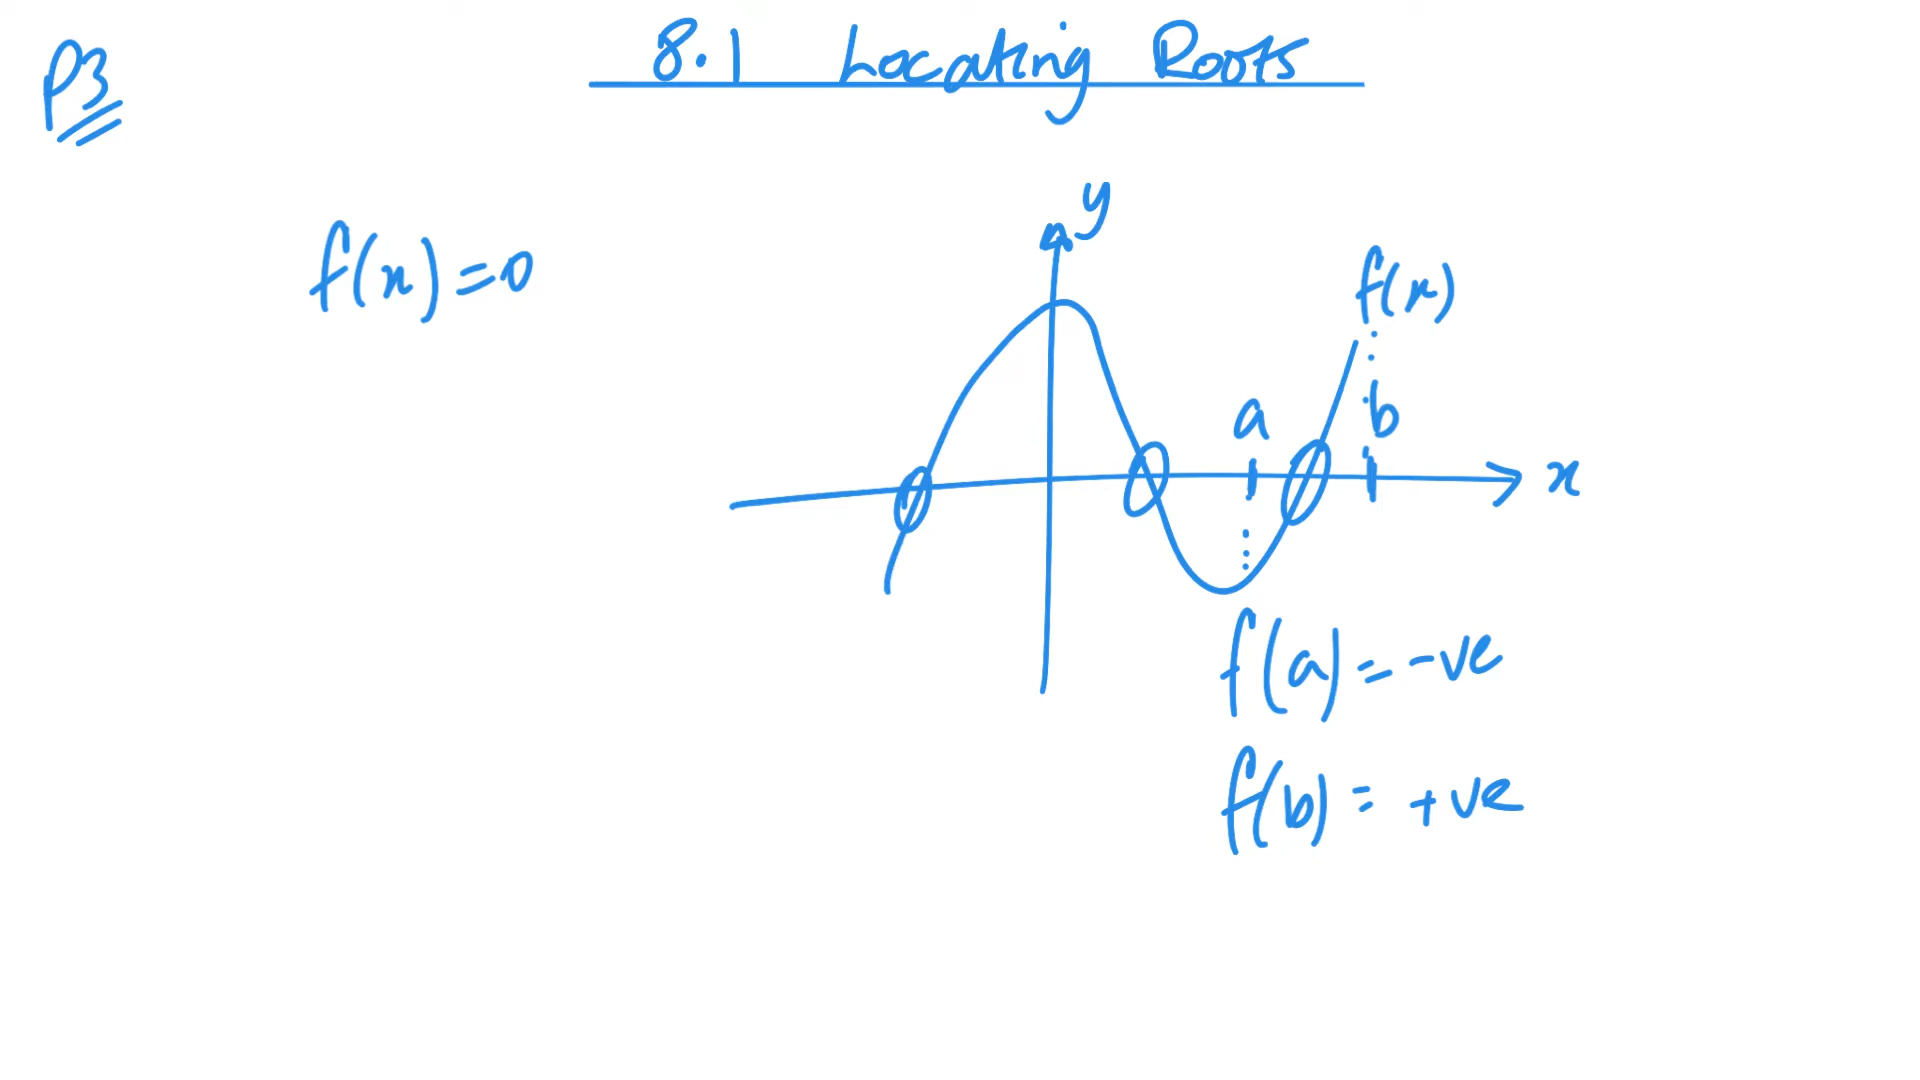 P3
8.1 Locating Roots
f(x)=0
y
f(x)
a
b
x
f(a) = -ve
f(b) = +ve